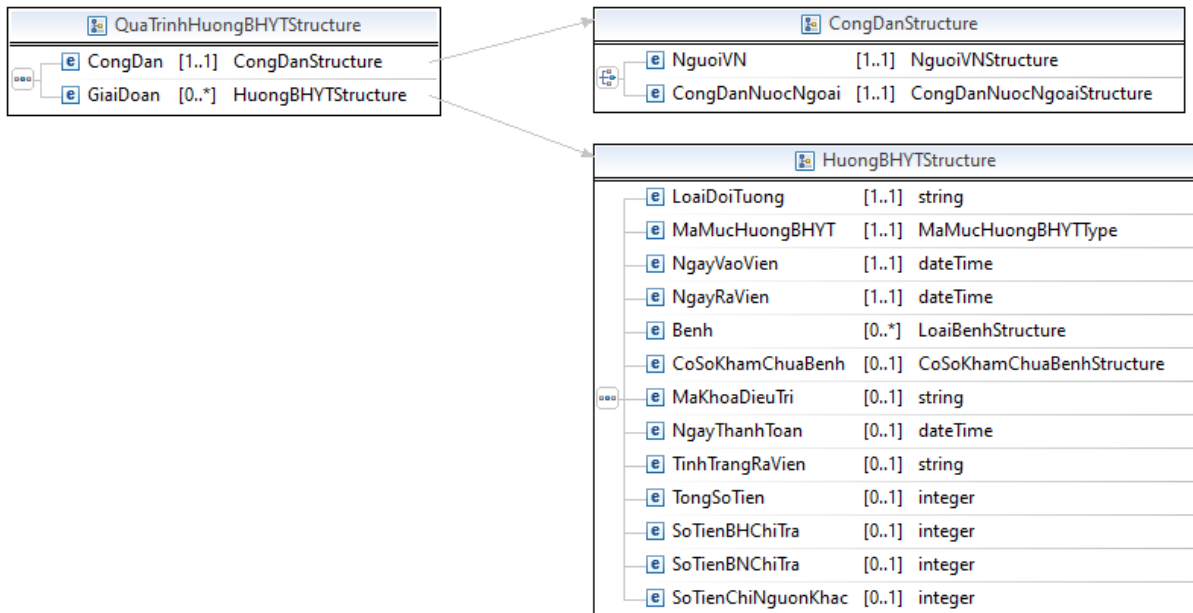 QuaTrinhHuongBHYTStructure
e CongDan [1..1] CongDanStructure
e GiaiDoan [0..*] HuongBHYTStructure
CongDanStructure
e NguoiVN [1..1] NguoiVNStructure
e CongDanNuocNgoai [1..1] CongDanNuocNgoaiStructure
HuongBHYTStructure
e LoaiDoiTuong [1..1] string
e MaMucHuongBHYT [1..1] MaMucHuongBHYTType
e NgayVaoVien [1..1] dateTime
e NgayRaVien [1..1] dateTime
e Benh [0..*] LoaiBenhStructure
e CoSoKhamChuaBenh [0..1] CoSoKhamChuaBenhStructure
e MaKhoaDieuTri [0..1] string
e NgayThanhToan [0..1] dateTime
e TinhTrangRaVien [0..1] string
e TongSoTien [0..1] integer
e SoTienBHChiTra [0..1] integer
e SoTienBNChiTra [0..1] integer
e SoTienChiNguonKhac [0..1] integer